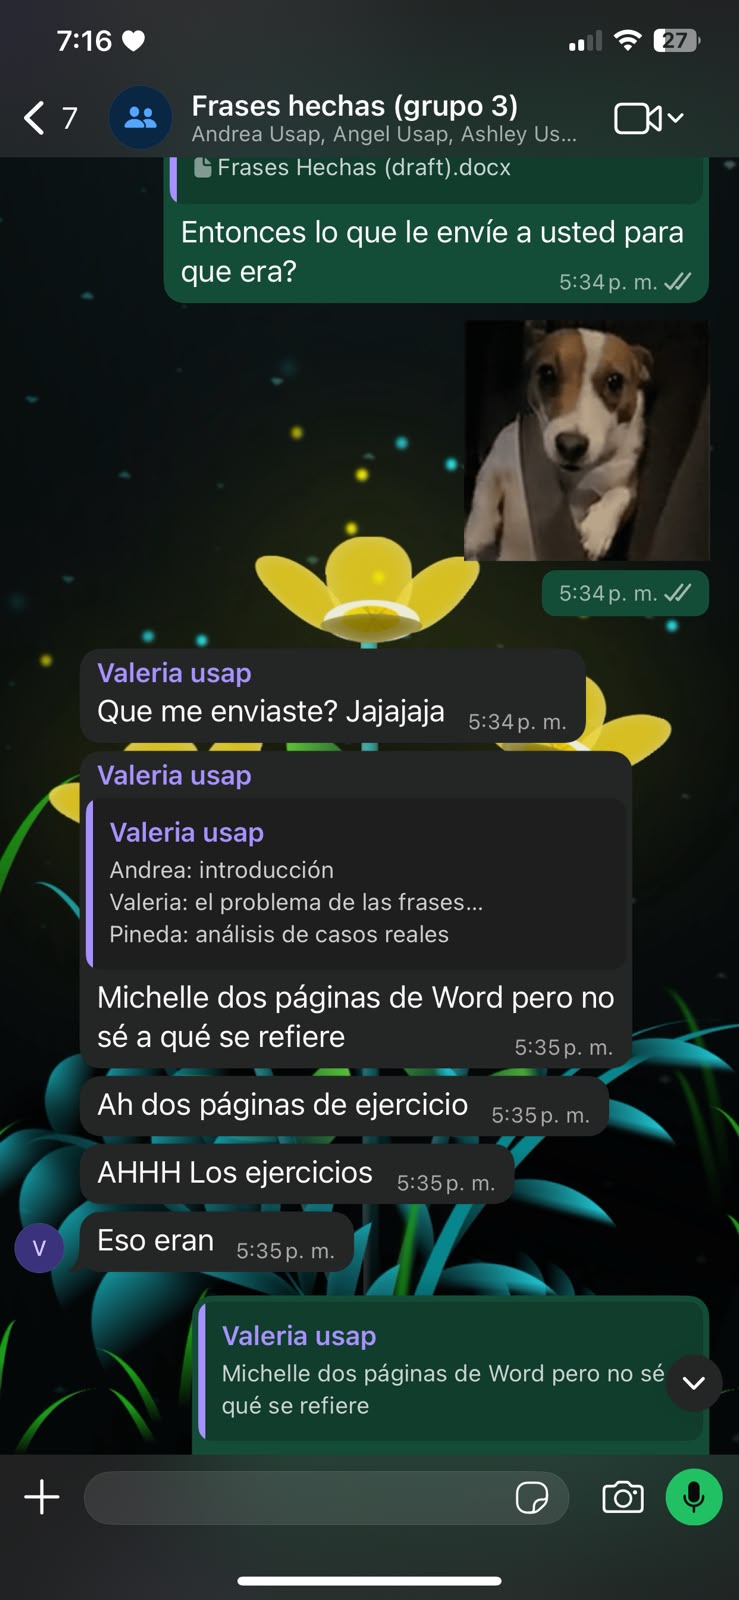 7:16
27
7
Frases hechas (grupo 3)
Andrea Usap, Angel Usap, Ashley Us...
Frases Hechas (draft).docx
Entonces lo que le envíe a usted para
que era?
5:34 p. m.
5:34 p. m.
Valeria usap
Que me enviaste? Jajajaja
5:34 p. m.
Valeria usap
Valeria usap
Andrea: introducción
Valeria: el problema de las frases...
Pineda: análisis de casos reales
Michelle dos páginas de Word pero no
sé a qué se refiere
5:35 p. m.
Ah dos páginas de ejercicio
5:35 p. m.
AHHH Los ejercicios
5:35 p. m.
V
Eso eran
5:35 p. m.
Valeria usap
Michelle dos páginas de Word pero no sé
qué se refiere